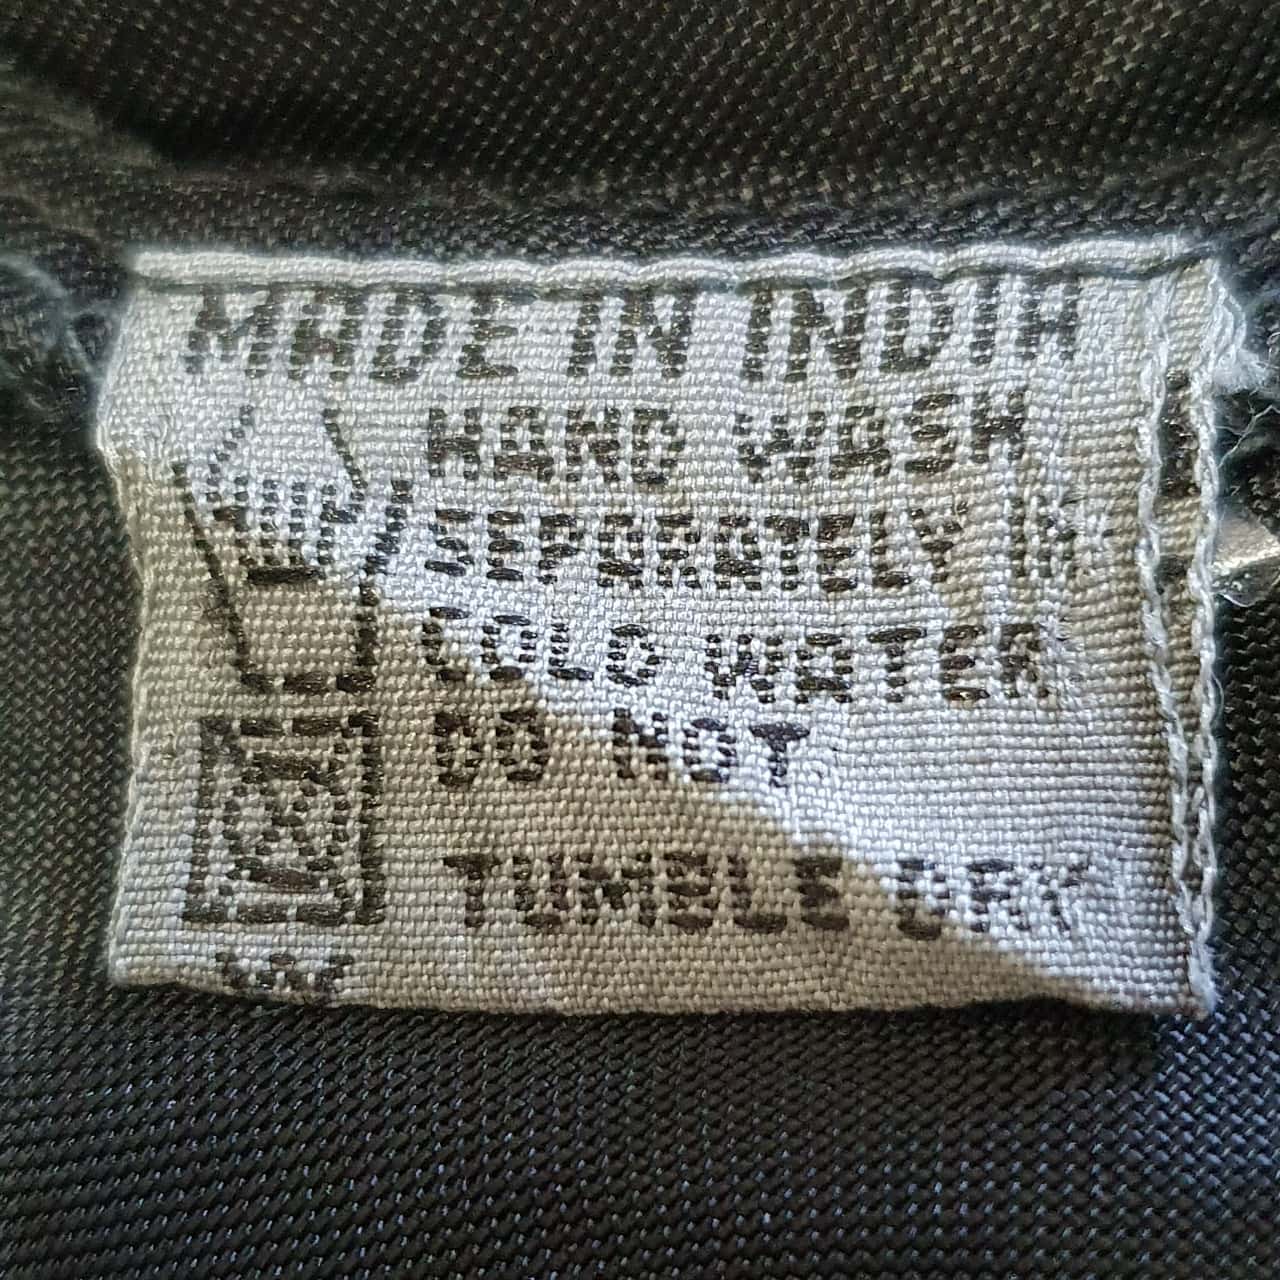 MADE IN INDIA
HAND WASH
SEPARATELY IN
COLD WATER
DO NOT
TUMBLE DRY